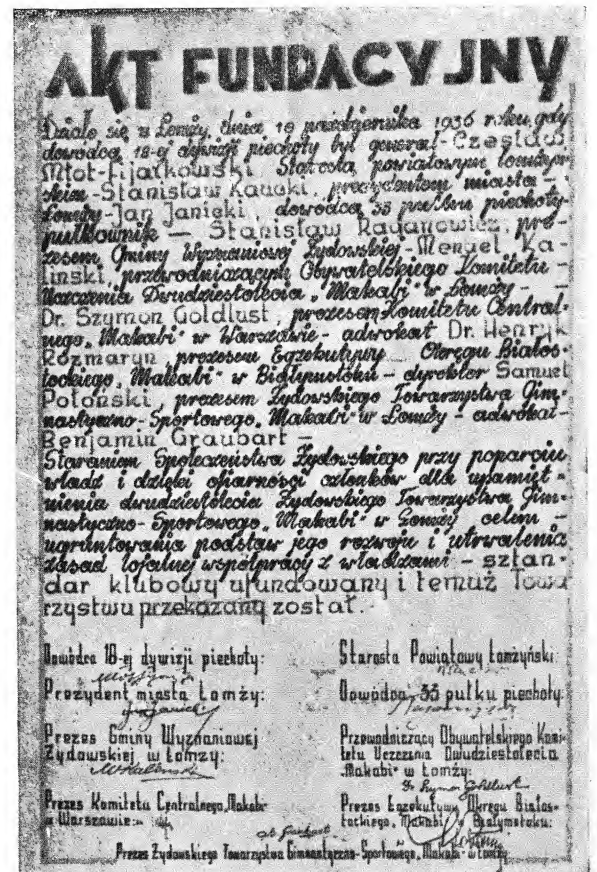 AKT FUNDACYJNY
Działo się w Łomży, dnia 18 października 1936 roku, gdy
dowódcą 18-ej dywizji piechoty był generał - Czesław
Młot-Fijałkowski, Starostą powiatowym łomżyń-
skim - Stanisław, prezydentem miasta -
Łomży - Jan Janicki, dowódcą 33 pułku piechoty -
pułkownik — Stanisław, pre-
zesem Gminy Wyznaniowej Żydowskiej - Mendel Ka-
linski, przewodniczącym Obywatelskiego Komitetu -
Uczczenia Dwudziestolecia „Makabi” w Łomży —
Dr. Szymon Goldlust, prezesem Komitetu Central-
nego „Makabi” w Warszawie - adwokat Dr. Henryk
Rozmaryn, prezesem Egzekutywy Okręgu Białos-
tockiego „Makabi” w Białymstoku - dyrektor Samuel
Potoński, prezesem Żydowskiego Towarzystwa Gim-
nastyczno-Sportowego „Makabi” w Łomży - adwokat -
Benjamin Graubart —
Staraniem Społeczeństwa Żydowskiego przy poparciu
władz i dzięki ofiarności członków dla upamięt-
nienia dwudziestolecia Żydowskiego Towarzystwa Gim-
nastyczno-Sportowego „Makabi” w Łomży celem -
ugruntowania podstaw jego rozwoju i utrwalenia
zasad lojalnej współpracy z władzami - sztan-
dar klubowy ufundowany i temuż Towa
rzystwu przekazany został.
Dowódca 18-ej dywizji piechoty:
Prezydent miasta Łomży:
Prezes Gminy Wyznaniowej
Żydowskiej w Łomży:
Prezes Komitetu Centralnego „Makabi”
w Warszawie:
Starosta Powiatowy Łomżyński:
Dowódca 33 pułku piechoty:
Przewodniczący Obywatelskiego Komi-
tetu Uczczenia Dwudziestolecia
„Makabi” w Łomży:
Dr Szymon Goldlust
Prezes Egzekutywy Okręgu Białos-
tockiego „Makabi” w Białymstoku:
Prezes Żydowskiego Towarzystwa Gimnastyczno-Sportowego „Makabi” w Łomży: